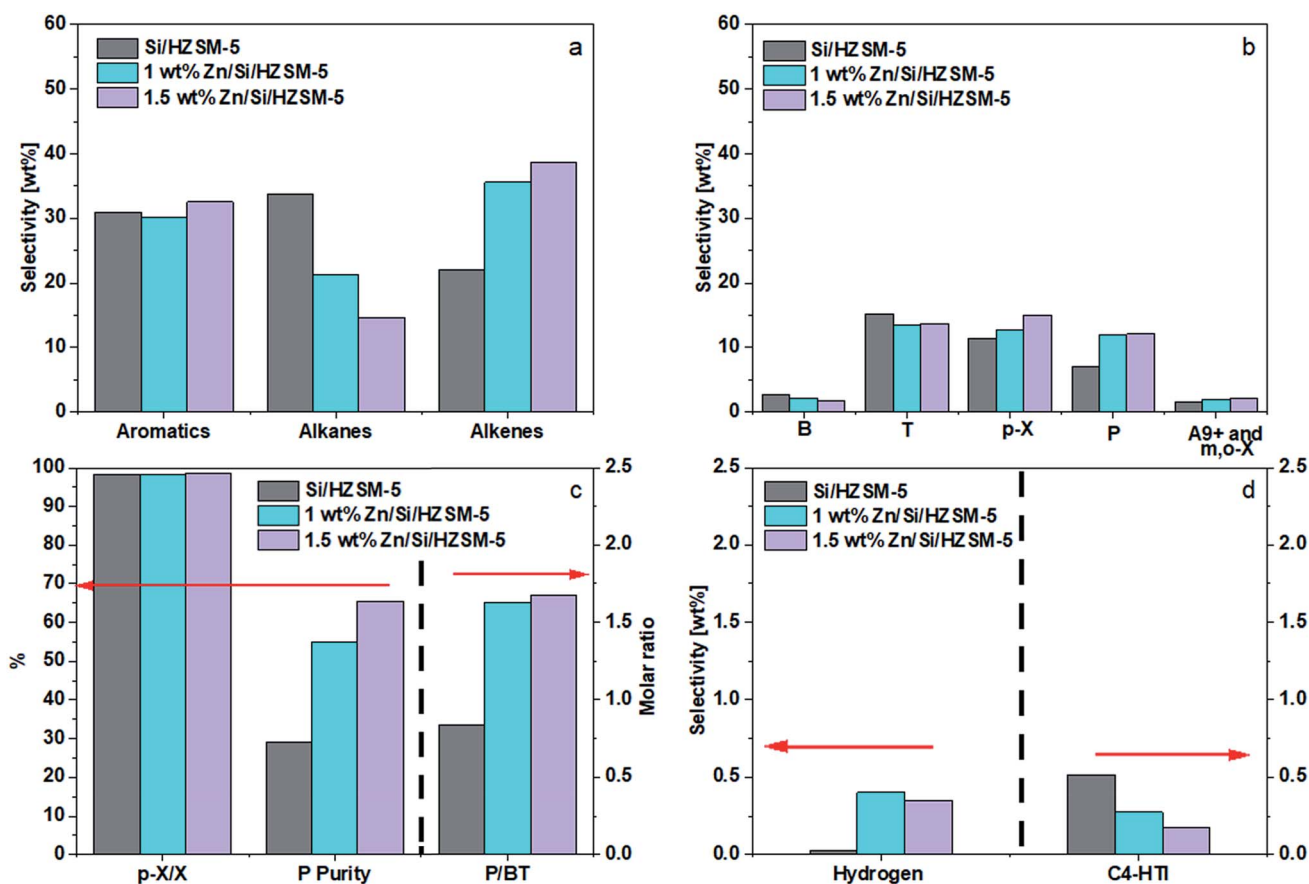 60
50
40
30
20
10
0
Selectivity [wt%]
Si/HZSM-5
1 wt% Zn/Si/HZSM-5
1.5 wt% Zn/Si/HZSM-5
a
Aromatics Alkanes Alkenes
60
50
40
30
20
10
0
Selectivity [wt%]
Si/HZSM-5
1 wt% Zn/Si/HZSM-5
1.5 wt% Zn/Si/HZSM-5
b
B T p-X P A9+ and
m,o-X
100
90
80
70
60
50
40
30
20
10
0
%
Si/HZSM-5
1 wt% Zn/Si/HZSM-5
1.5 wt% Zn/Si/HZSM-5
c
2.5
2.0
1.5
1.0
0.5
0.0
Molar ratio
p-X/X P Purity P/BT
2.5
2.0
1.5
1.0
0.5
0.0
Selectivity [wt%]
Si/HZSM-5
1 wt% Zn/Si/HZSM-5
1.5 wt% Zn/Si/HZSM-5
d
2.5
2.0
1.5
1.0
0.5
0.0
Hydrogen C4-HTI